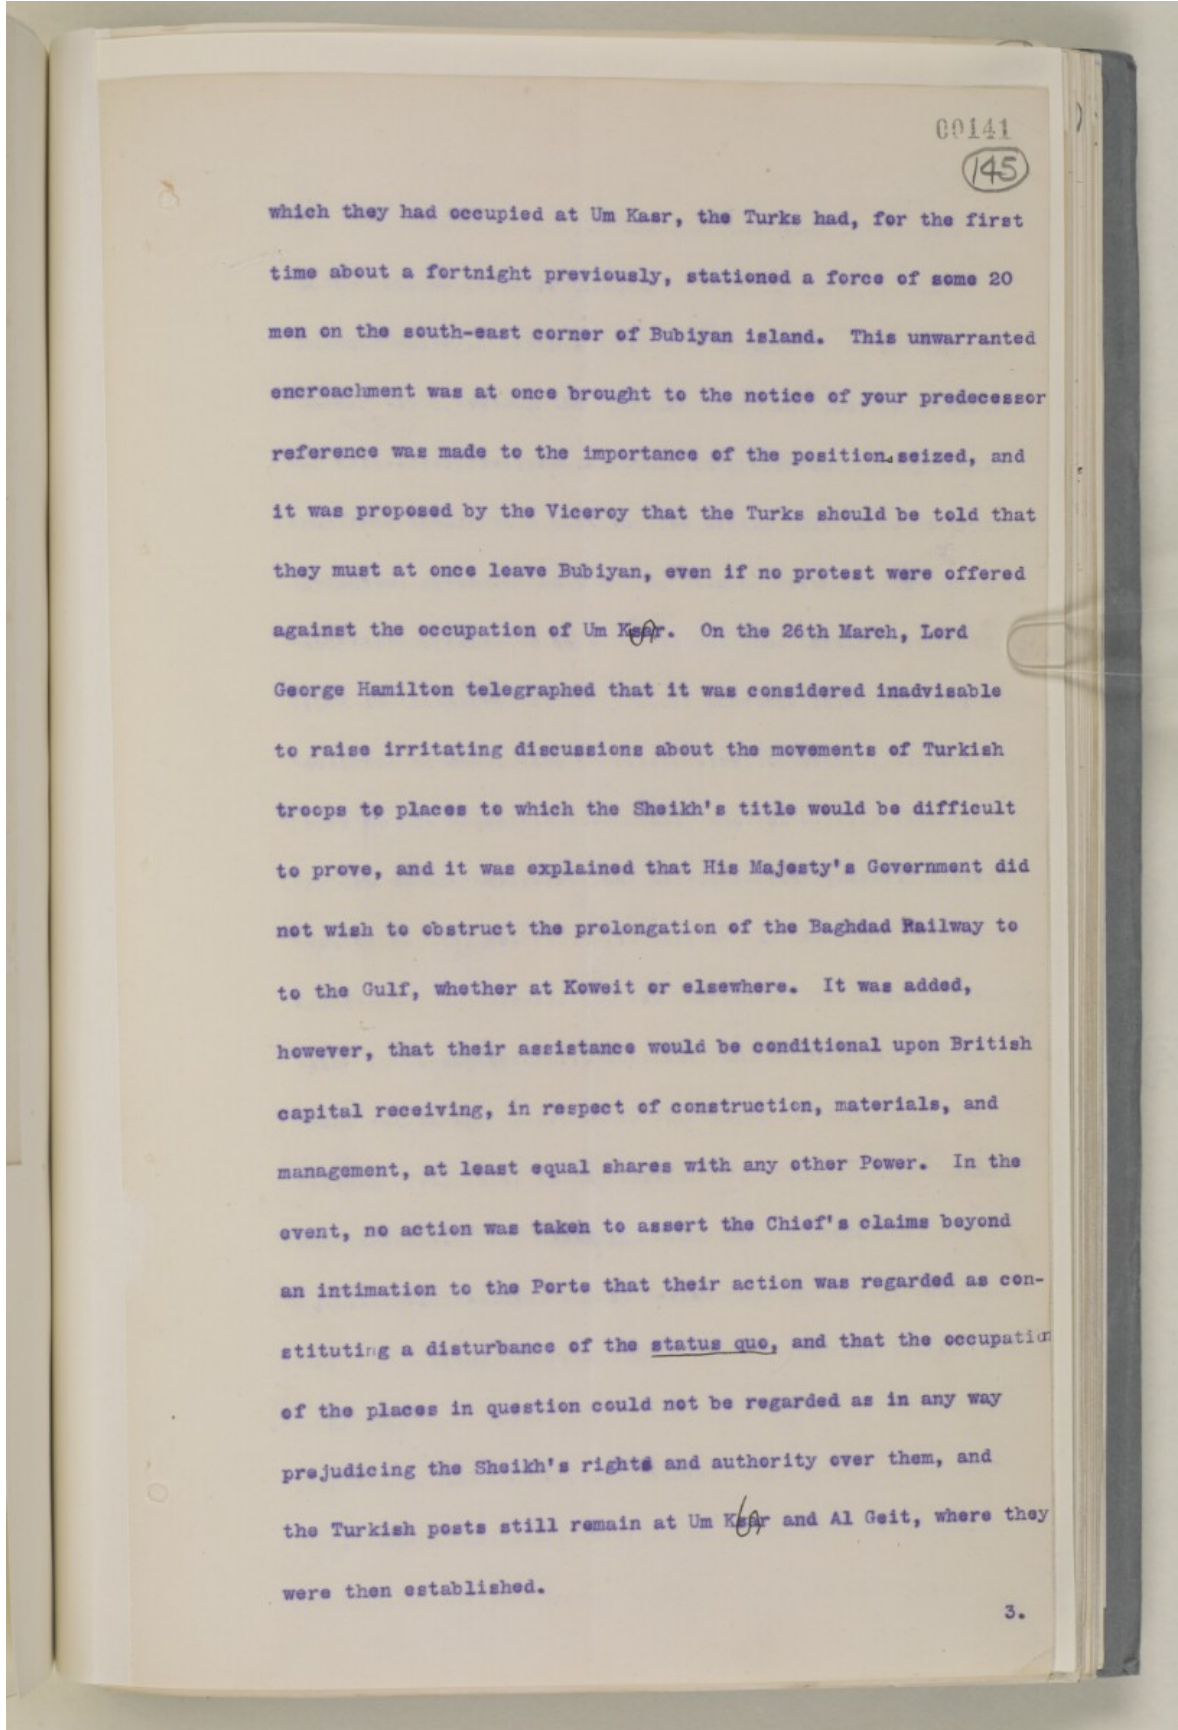 00141
145
which they had occupied at Um Kasr, the Turks had, for the first
time about a fortnight previously, stationed a force of some 20
men on the south-east corner of Bubiyan island. This unwarranted
encroachment was at once brought to the notice of your predecessor
reference was made to the importance of the position seized, and
it was proposed by the Viceroy that the Turks should be told that
they must at once leave Bubiyan, even if no protest were offered
against the occupation of Um Kasr. On the 26th March, Lord
George Hamilton telegraphed that it was considered inadvisable
to raise irritating discussions about the movements of Turkish
troops to places to which the Sheikh's title would be difficult
to prove, and it was explained that His Majesty's Government did
not wish to obstruct the prolongation of the Baghdad Railway to
to the Gulf, whether at Koweit or elsewhere. It was added,
however, that their assistance would be conditional upon British
capital receiving, in respect of construction, materials, and
management, at least equal shares with any other Power. In the
event, no action was taken to assert the Chief's claims beyond
an intimation to the Porte that their action was regarded as con-
stituting a disturbance of the status quo, and that the occupation
of the places in question could not be regarded as in any way
prejudicing the Sheikh's rights and authority over them, and
the Turkish posts still remain at Um Kasr and Al Geit, where they
were then established.
3.